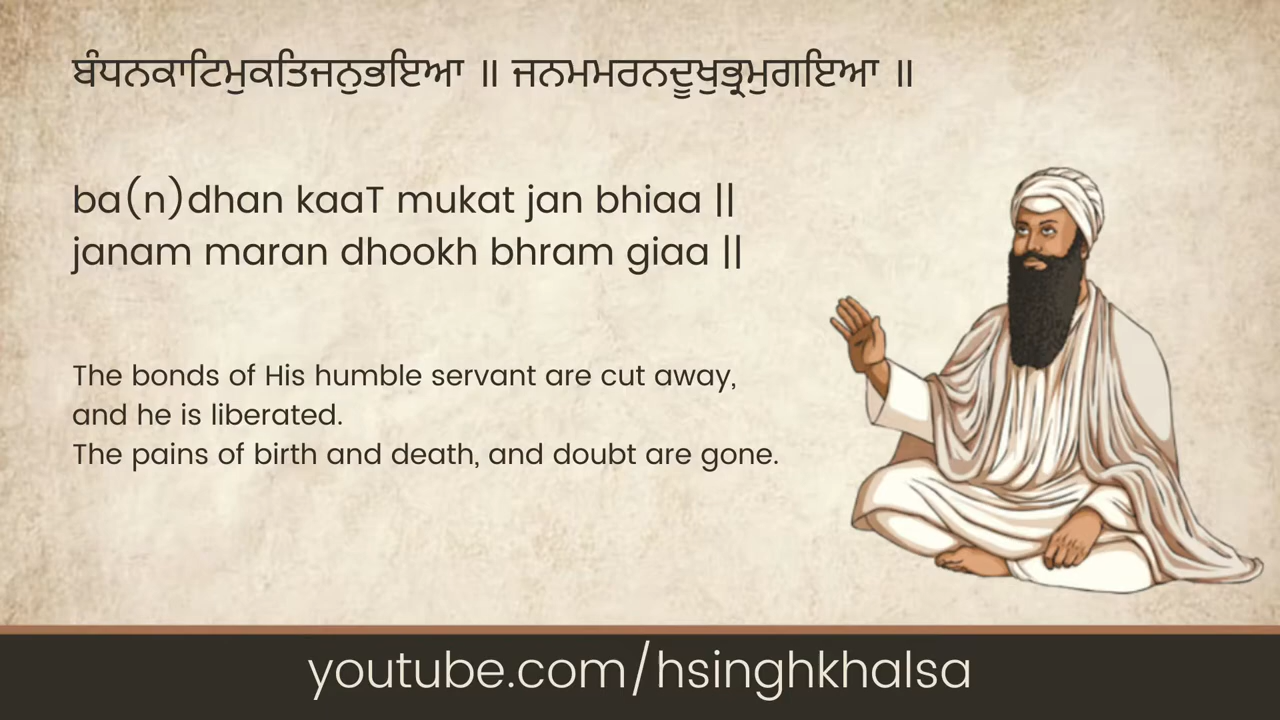 ਬੰਧਨਕਾਟਿਮੁਕਤਿਜਨੁਭਇਆ ॥ ਜਨਮਮਰਨਦੂਖੁਭ੍ਰਮੁਗਇਆ ॥
ba(n)dhan kaaT mukat jan bhiaa ||
janam maran dhookh bhram giaa ||
The bonds of His humble servant are cut away,
and he is liberated.
The pains of birth and death, and doubt are gone.
youtube.com/hsinghkhalsa